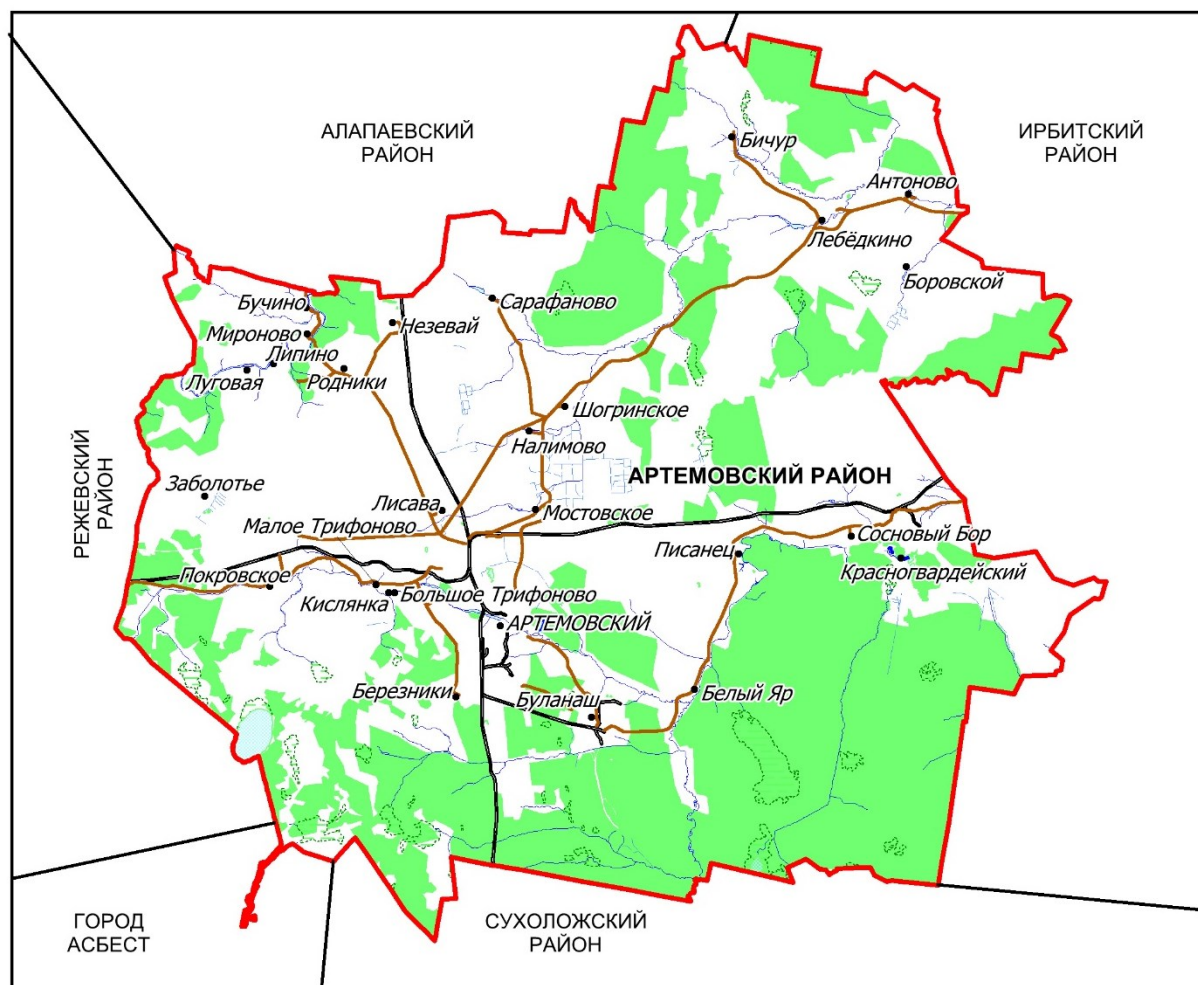 АЛАПАЕВСКИЙ
РАЙОН
ИРБИТСКИЙ
РАЙОН
Бичур
Антоново
Лебёдкино
Боровской
Бучино
Сарафаново
Незевай
Мироново
Липино
Луговая
Родники
Шогринское
Налимово
РЕЖЕВСКИЙ
РАЙОН
АРТЕМОВСКИЙ РАЙОН
Заболотье
Лисава
Мостовское
Малое Трифоново
Сосновый Бор
Писанец
Красногвардейский
Покровское
Кислянка
Большое Трифоново
АРТЕМОВСКИЙ
Березники
Буланаш
Белый Яр
ГОРОД
АСБЕСТ
СУХОЛОЖСКИЙ
РАЙОН